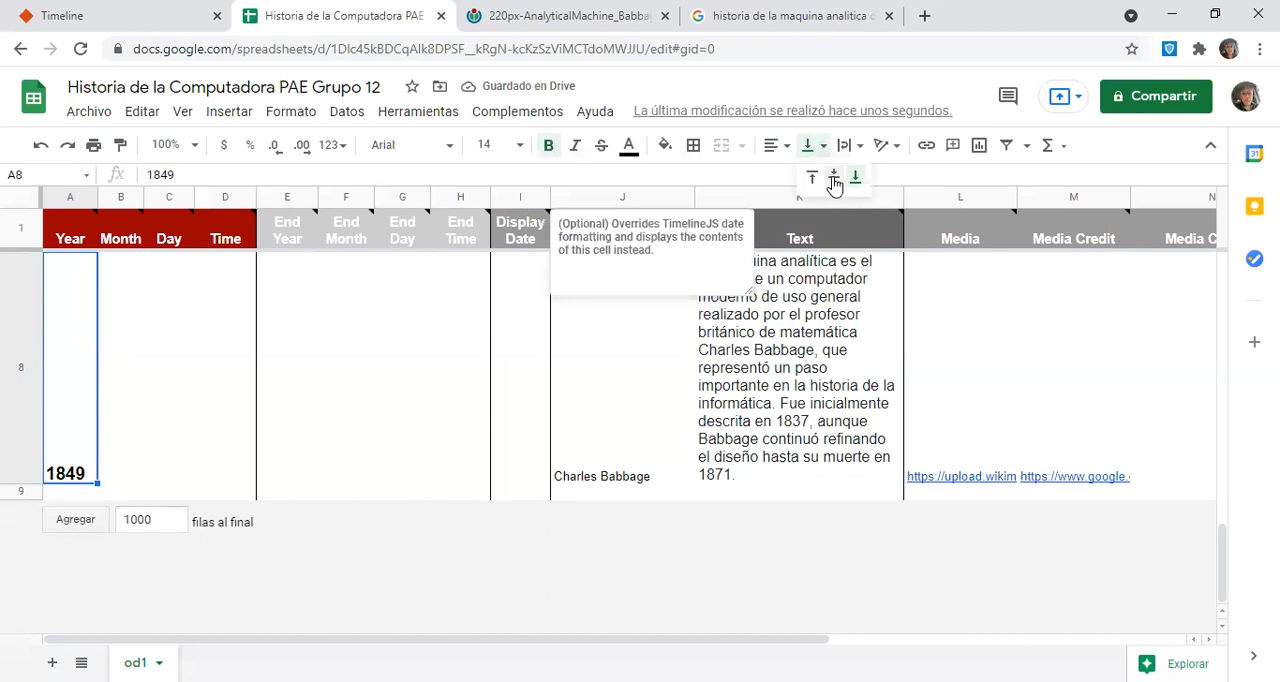 Timeline
Historia de la Computadora PAE
220px-AnalyticalMachine_Babba
historia de la maquina analitica d
docs.google.com/spreadsheets/d/1Dlc45kBDCqAlk8DPSF__kRgN-kcKzSzViMCTdoMWJJU/edit#gid=0
Historia de la Computadora PAE Grupo 12
Guardado en Drive
Archivo Editar Ver Insertar Formato Datos Herramientas Complementos Ayuda
La última modificación se realizó hace unos segundos.
Compartir
100% $ % .0 .00 123 Arial 14 B I S A
A8 fx 1849
A B C D E F G H I J K L M N
1 Year Month Day Time End Year End Month End Day End Time Display Date Text Media Media Credit Media C
(Optional) Overrides TimelineJS date
formatting and displays the contents
of this cell instead.
ina analítica es el
e un computador
moderno de uso general
realizado por el profesor
británico de matemática
Charles Babbage, que
representó un paso
importante en la historia de la
informática. Fue inicialmente
descrita en 1837, aunque
Babbage continuó refinando
el diseño hasta su muerte en
1871.
8
1849 Charles Babbage https://upload.wikim https://www.google.
9
Agregar 1000 filas al final
od1
Explorar
31